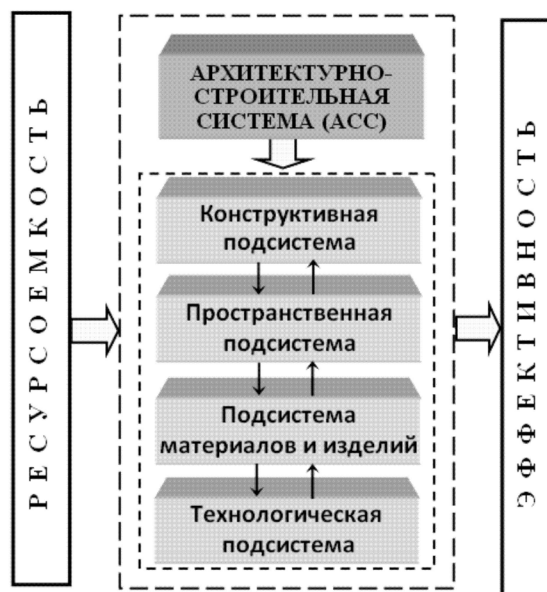 РЕСУРСОЕМКОСТЬ
АРХИТЕКТУРНО-
СТРОИТЕЛЬНАЯ
СИСТЕМА (АСС)
Конструктивная
подсистема
Пространственная
подсистема
Подсистема
материалов и изделий
Технологическая
подсистема
ЭФФЕКТИВНОСТЬ